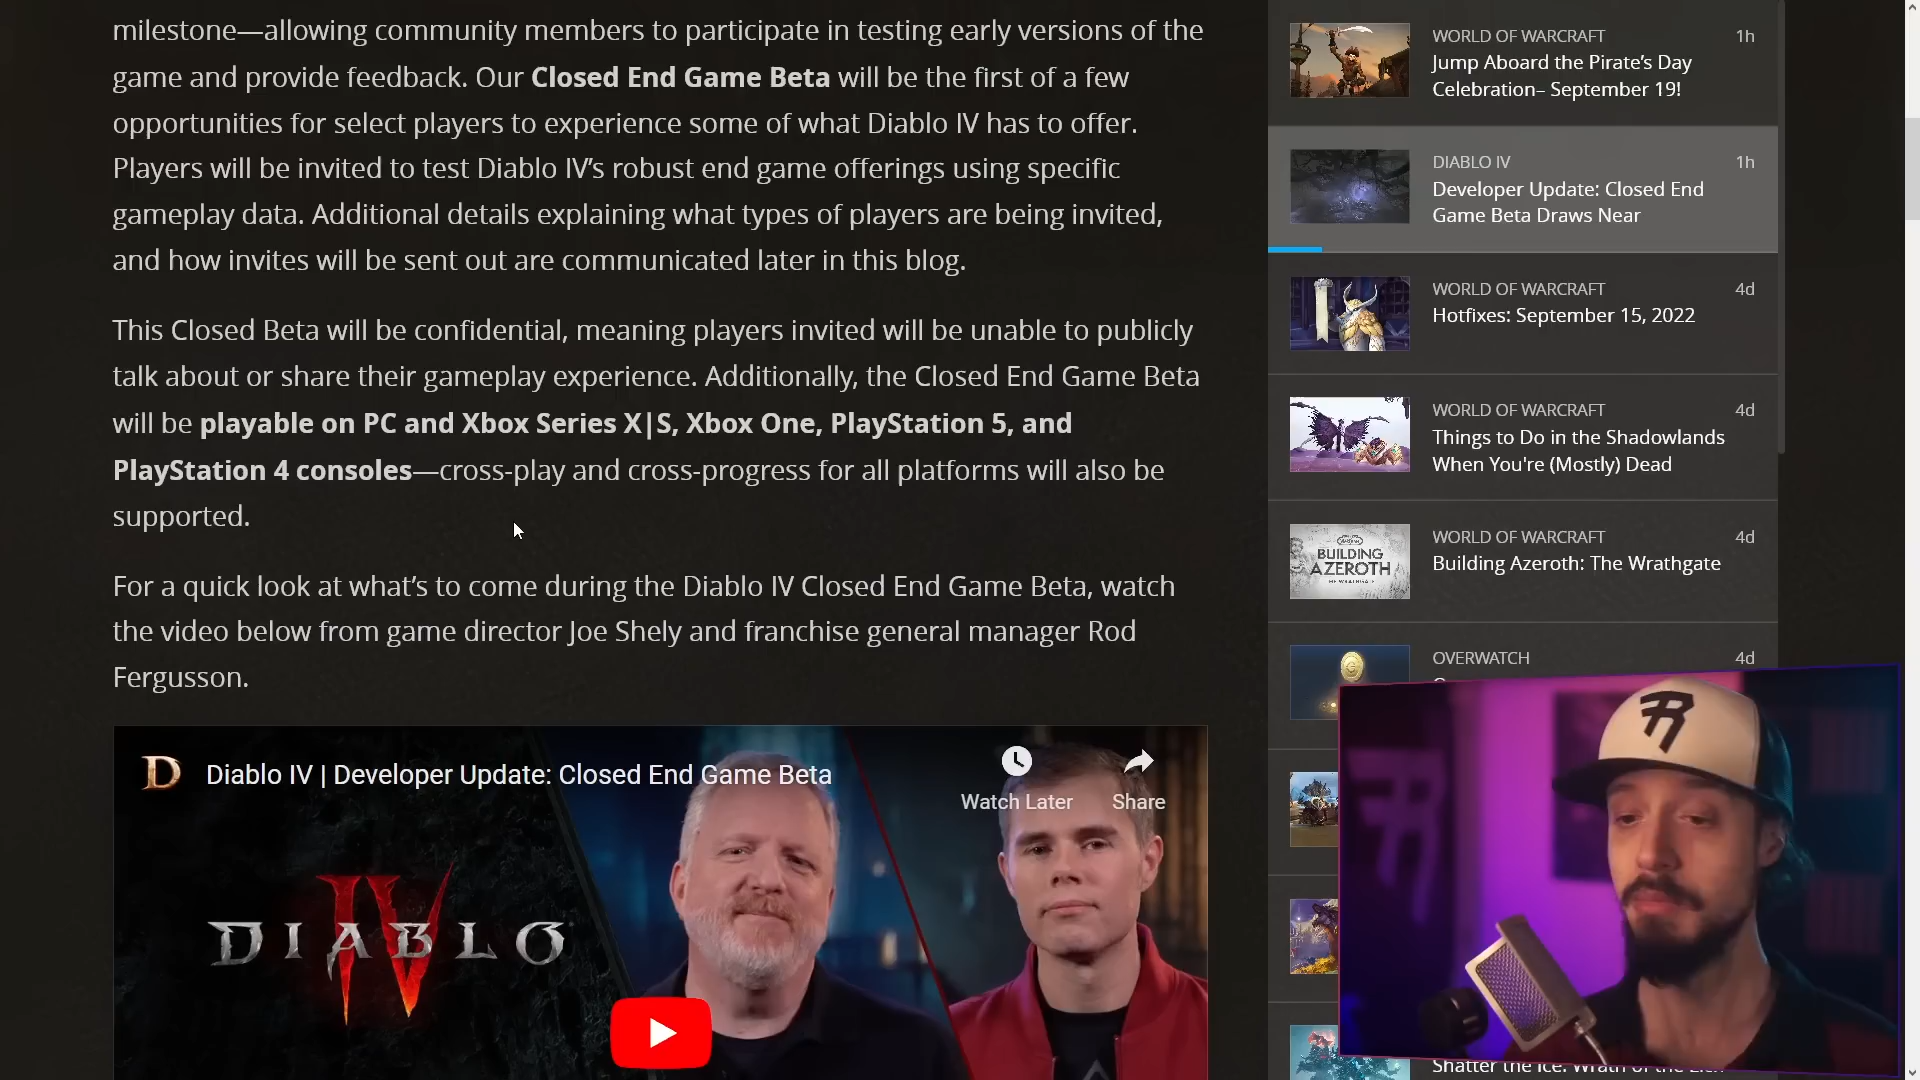 milestone—allowing community members to participate in testing early versions of the
game and provide feedback. Our Closed End Game Beta will be the first of a few
opportunities for select players to experience some of what Diablo IV has to offer.
Players will be invited to test Diablo IV’s robust end game offerings using specific
gameplay data. Additional details explaining what types of players are being invited,
and how invites will be sent out are communicated later in this blog.
This Closed Beta will be confidential, meaning players invited will be unable to publicly
talk about or share their gameplay experience. Additionally, the Closed End Game Beta
will be playable on PC and Xbox Series X|S, Xbox One, PlayStation 5, and
PlayStation 4 consoles—cross-play and cross-progress for all platforms will also be
supported.
For a quick look at what’s to come during the Diablo IV Closed End Game Beta, watch
the video below from game director Joe Shely and franchise general manager Rod
Fergusson.
D
Diablo IV | Developer Update: Closed End Game Beta
Watch Later
Share
DIABLO
IV
WORLD OF WARCRAFT 1h
Jump Aboard the Pirate’s Day
Celebration– September 19!
DIABLO IV 1h
Developer Update: Closed End
Game Beta Draws Near
WORLD OF WARCRAFT 4d
Hotfixes: September 15, 2022
WORLD OF WARCRAFT 4d
Things to Do in the Shadowlands
When You're (Mostly) Dead
BUILDING
AZEROTH
WORLD OF WARCRAFT 4d
Building Azeroth: The Wrathgate
OVERWATCH 4d
Shatter the Ice: Wrath of the